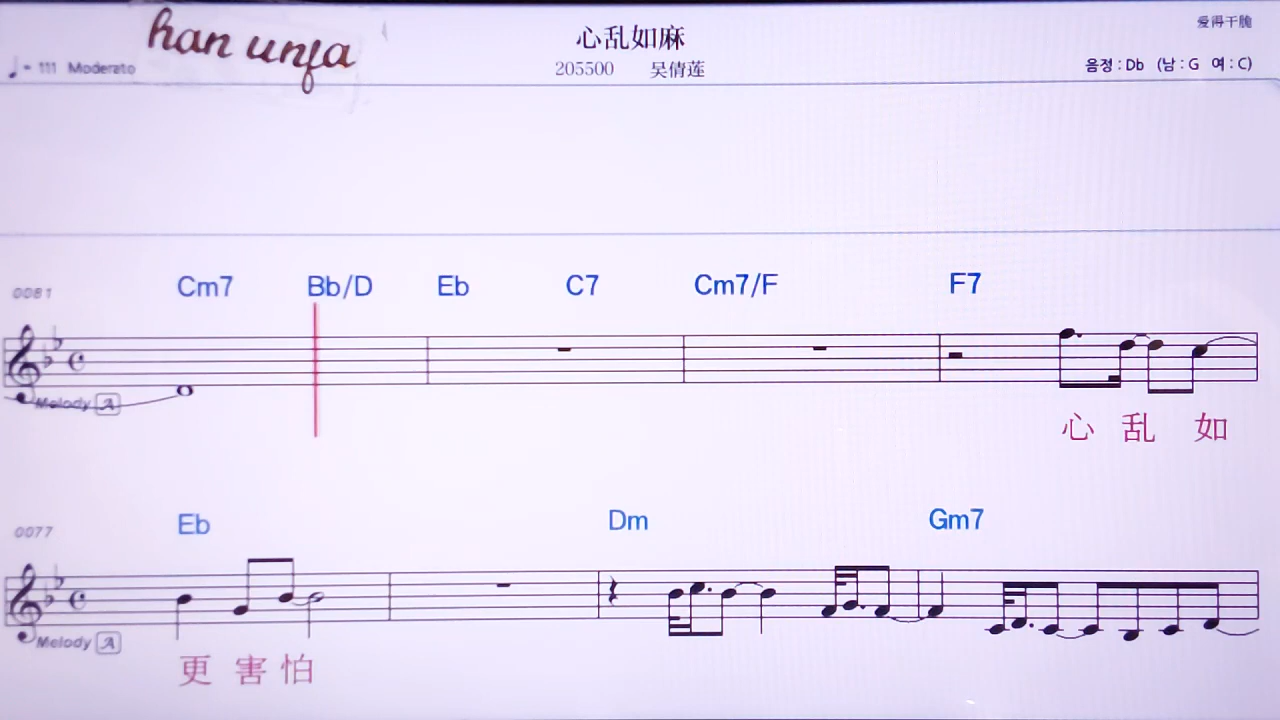 han unfa
心乱如麻
爱得干脆
♩= 111 Moderato
205500 吴倩莲
음정 : Db (남 : G 여 : C)
Cm7 Bb/D Eb C7 Cm7/F F7
0081
Melody A
心 乱 如
Eb Dm Gm7
0077
Melody A
更 害 怕